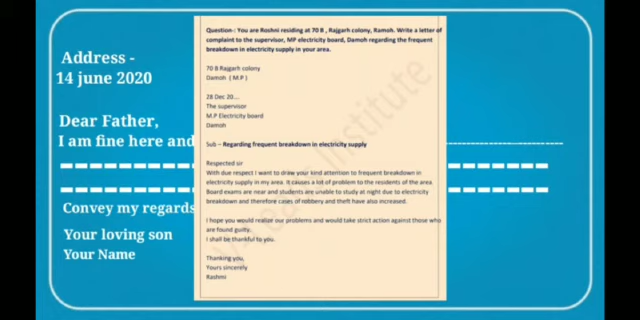 Address -
14 june 2020
Dear Father,
I am fine here and
Convey my regards
Your loving son
Your Name
Question-: You are Roshni residing at 70 B , Rajgarh colony, Ramoh. Write a letter of
complaint to the supervisor, MP electricity board, Damoh regarding the frequent
breakdown in electricity supply in your area.
70 B Rajgarh colony
Damoh ( M.P )
28 Dec 20....
The supervisor
M.P Electricity board
Damoh
Sub – Regarding frequent breakdown in electricity supply
Respected sir
With due respect I want to draw your kind attention to frequent breakdown in
electricity supply in my area. It causes a lot of problem to the residents of the area.
Board exams are near and students are unable to study at night due to electricity
breakdown and therefore cases of robbery and theft have also increased.
I hope you would realize our problems and would take strict action against those who
are found guilty.
I shall be thankful to you.
Thanking you,
Yours sincerely
Rashmi
Institute